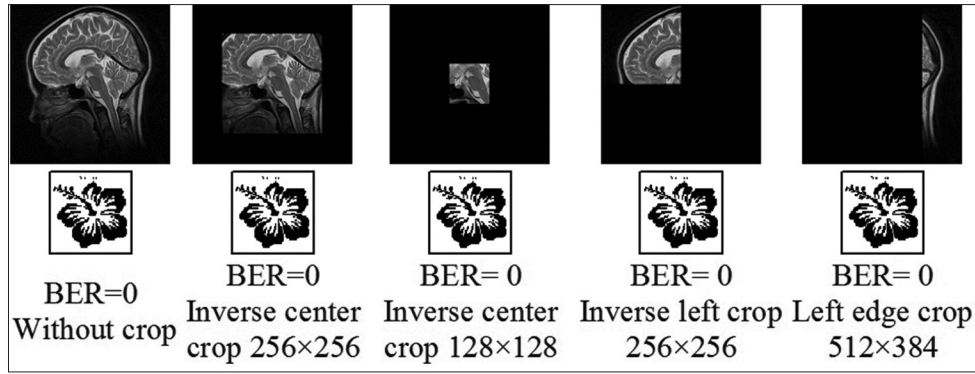 BER=0
Without crop
BER=0
Inverse center
crop 256×256
BER= 0
Inverse center
crop 128×128
BER= 0
Inverse left crop
256×256
BER= 0
Left edge crop
512×384